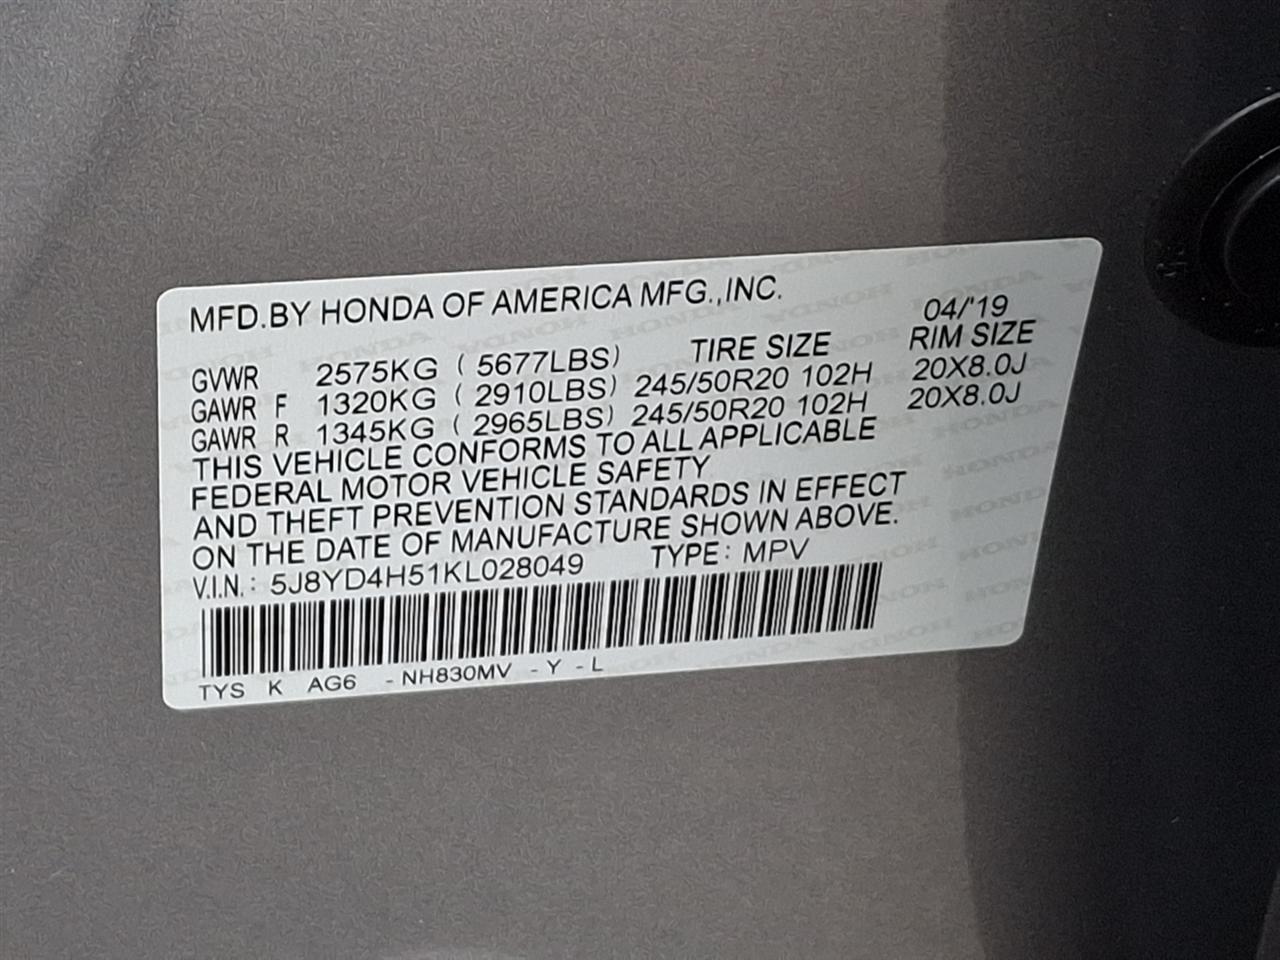 MFD.BY HONDA OF AMERICA MFG.,INC. 04/'19
TIRE SIZE RIM SIZE
GVWR 2575KG ( 5677LBS)
GAWR F 1320KG ( 2910LBS) 245/50R20 102H 20X8.0J
GAWR R 1345KG ( 2965LBS) 245/50R20 102H 20X8.0J
THIS VEHICLE CONFORMS TO ALL APPLICABLE
FEDERAL MOTOR VEHICLE SAFETY
AND THEFT PREVENTION STANDARDS IN EFFECT
ON THE DATE OF MANUFACTURE SHOWN ABOVE.
V.I.N.: 5J8YD4H51KL028049 TYPE: MPV
TYS K AG6 -NH830MV -Y -L